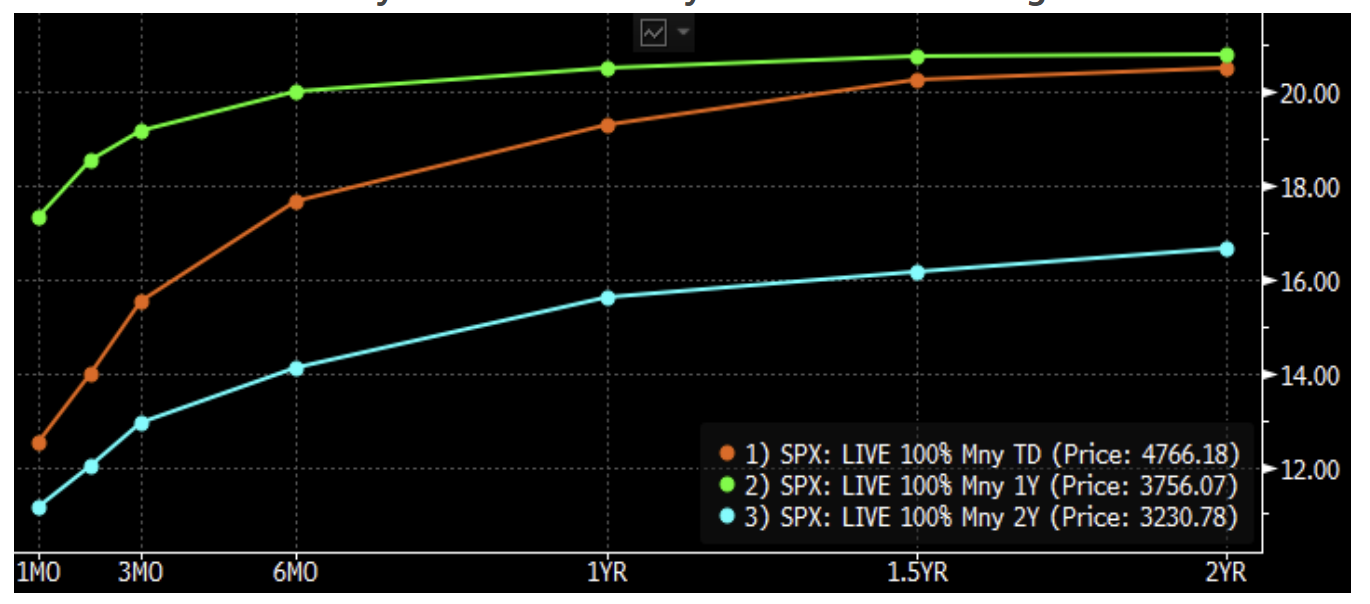 20.00
18.00
16.00
14.00
12.00
1) SPX: LIVE 100% Mny TD (Price: 4766.18)
2) SPX: LIVE 100% Mny 1Y (Price: 3756.07)
3) SPX: LIVE 100% Mny 2Y (Price: 3230.78)
1MO 3MO 6MO 1YR 1.5YR 2YR